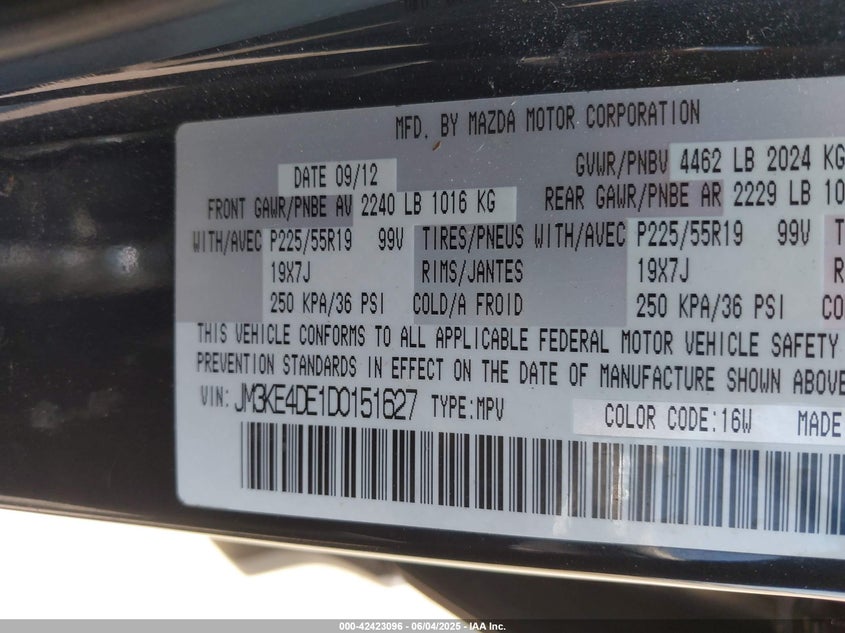 MFD. BY MAZDA MOTOR CORPORATION
DATE 09/12 GVWR/PNBV 4462 LB 2024 KG
FRONT GAWR/PNBE AV 2240 LB 1016 KG REAR GAWR/PNBE AR 2229 LB 10
WITH/AVEC P225/55R19 99V TIRES/PNEUS WITH/AVEC P225/55R19 99V T
19X7J RIMS/JANTES 19X7J RI
250 KPA/36 PSI COLD/A FROID 250 KPA/36 PSI CO
THIS VEHICLE CONFORMS TO ALL APPLICABLE FEDERAL MOTOR VEHICLE SAFETY
PREVENTION STANDARDS IN EFFECT ON THE DATE OF MANUFACTURE SHOWN ABOVE
VIN: JM3KE4DE1D0151627 TYPE:MPV COLOR CODE:16W MADE
000-42423096 - 06/04/2025 - IAA Inc.